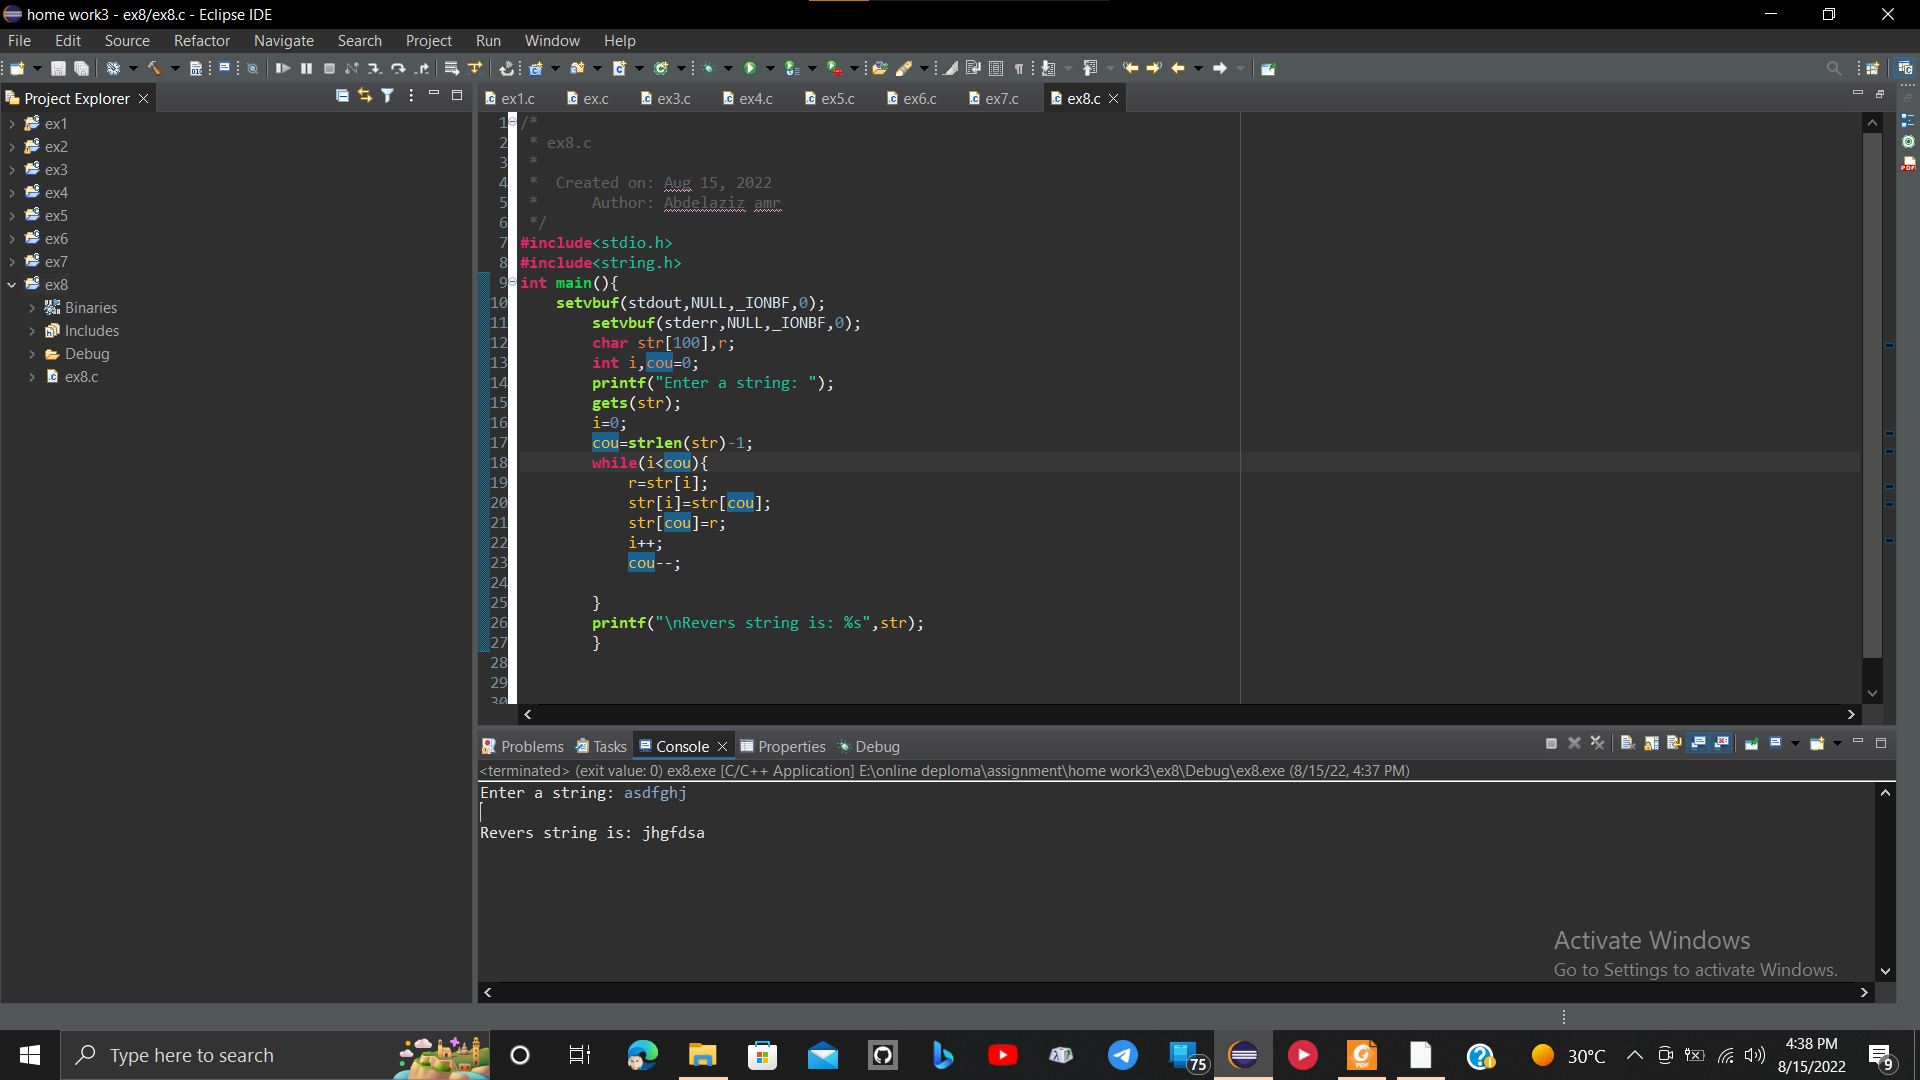 home work3 - ex8/ex8.c - Eclipse IDE
File Edit Source Refactor Navigate Search Project Run Window Help
Project Explorer
ex1.c ex.c ex3.c ex4.c ex5.c ex6.c ex7.c ex8.c
ex1
ex2
ex3
ex4
ex5
ex6
ex7
ex8
Binaries
Includes
Debug
ex8.c
1 /*
2 * ex8.c
3 *
4 * Created on: Aug 15, 2022
5 * Author: Abdelaziz amr
6 */
7 #include<stdio.h>
8 #include<string.h>
9 int main(){
10 setvbuf(stdout,NULL,_IONBF,0);
11 setvbuf(stderr,NULL,_IONBF,0);
12 char str[100],r;
13 int i,cou=0;
14 printf("Enter a string: ");
15 gets(str);
16 i=0;
17 cou=strlen(str)-1;
18 while(i<cou){
19 r=str[i];
20 str[i]=str[cou];
21 str[cou]=r;
22 i++;
23 cou--;
24
25 }
26 printf("\nRevers string is: %s",str);
27 }
28
29
30
Problems Tasks Console Properties Debug
<terminated> (exit value: 0) ex8.exe [C/C++ Application] E:\online deploma\assignment\home work3\ex8\Debug\ex8.exe (8/15/22, 4:37 PM)
Enter a string: asdfghj
Revers string is: jhgfdsa
Activate Windows
Go to Settings to activate Windows.
Type here to search
75
30°C
4:38 PM
8/15/2022
9